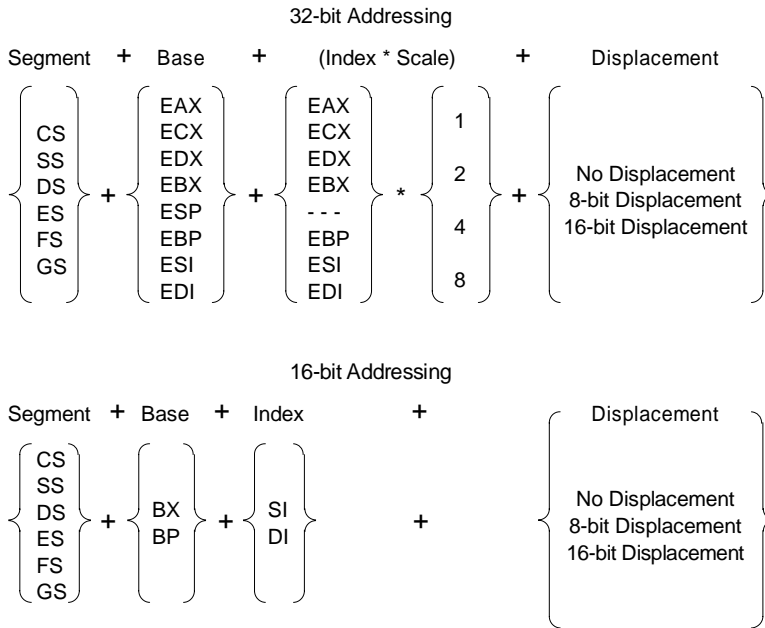 32-bit Addressing
Segment + Base + (Index * Scale) + Displacement
CS
SS
DS
ES
FS
GS
+
EAX
ECX
EDX
EBX
ESP
EBP
ESI
EDI
+
EAX
ECX
EDX
EBX
- - -
EBP
ESI
EDI
*
1
2
4
8
+
No Displacement
8-bit Displacement
16-bit Displacement
16-bit Addressing
Segment + Base + Index + Displacement
CS
SS
DS
ES
FS
GS
+
BX
BP
+
SI
DI
+
No Displacement
8-bit Displacement
16-bit Displacement